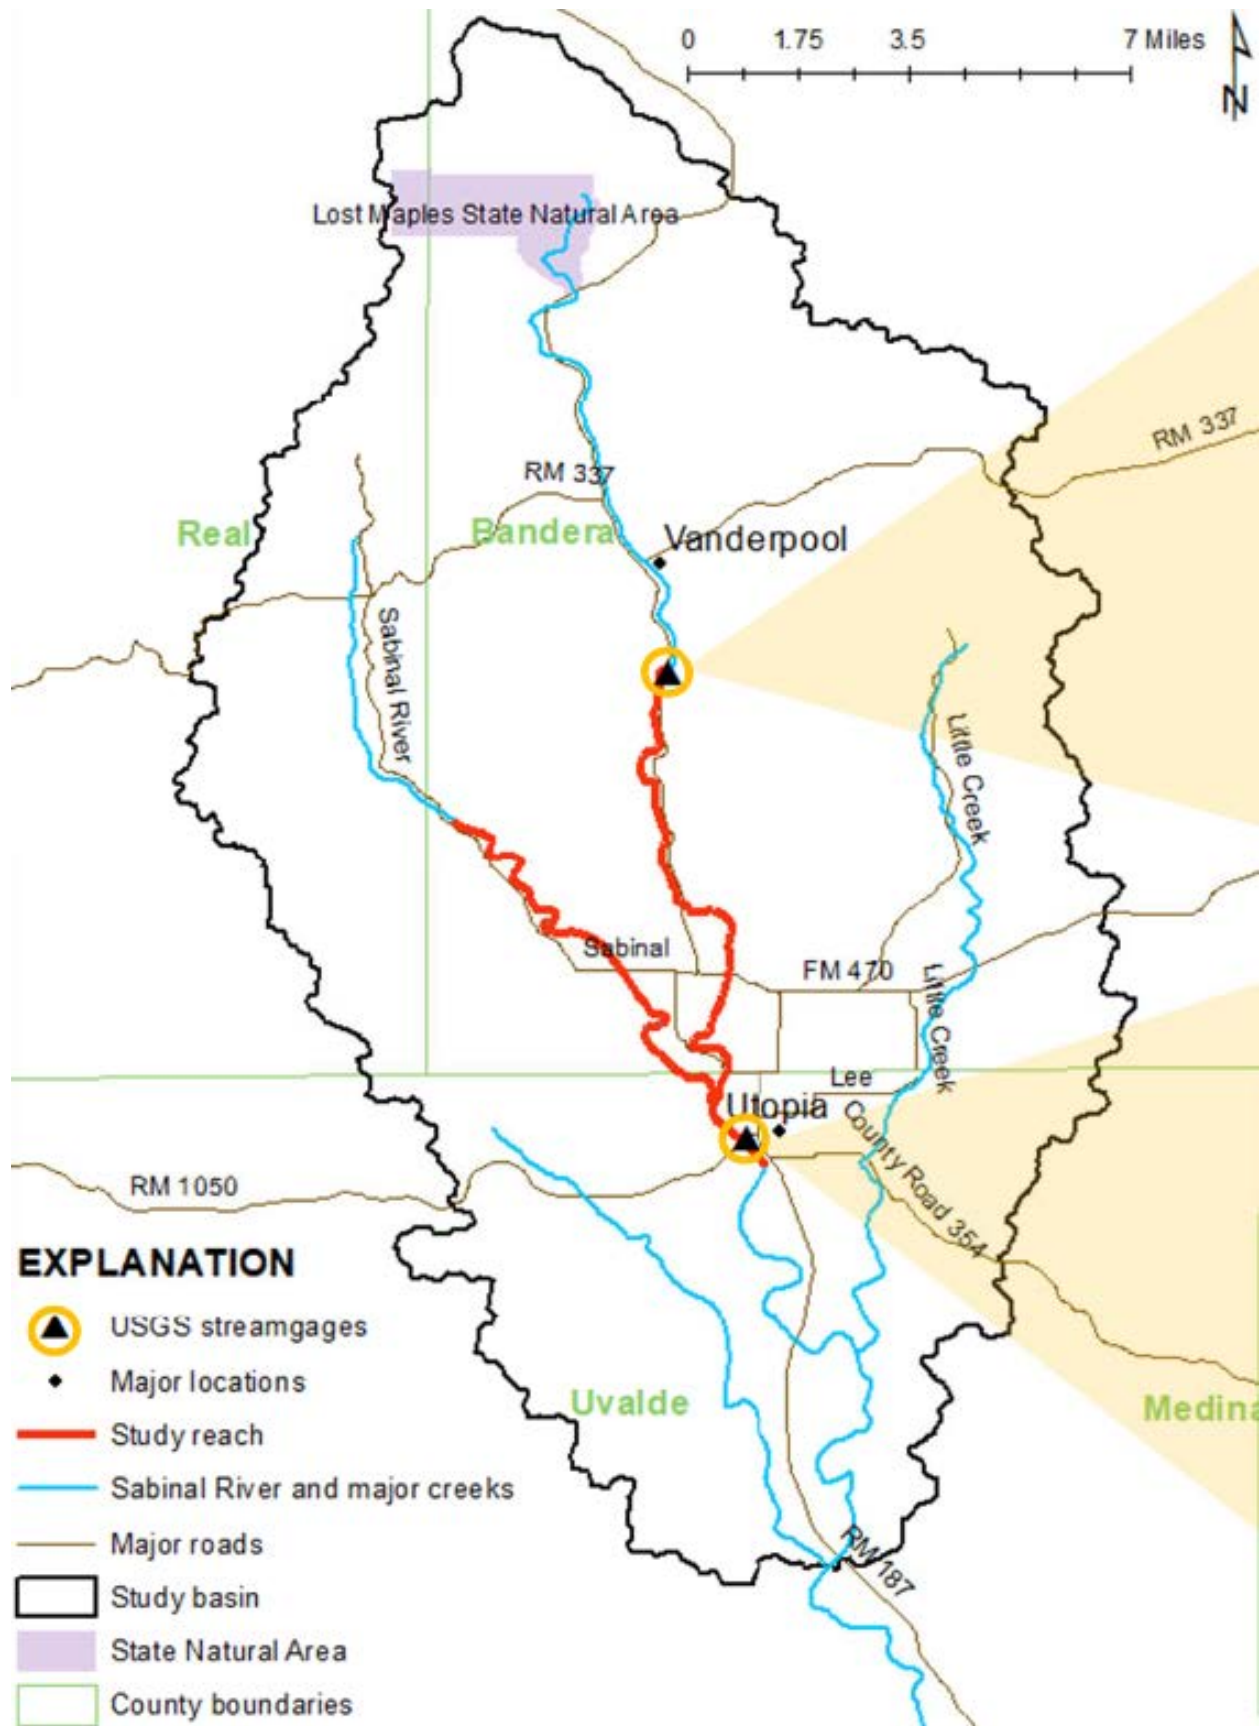 0 1.75 3.5 7 Miles
N
Lost Maples State Natural Area
RM 337
RM 337
Real
Bandera
Vanderpool
Sabinal River
Little Creek
Sabinal
FM 470
Little Creek
Lee
Utopia
County Road 354
RM 1050
EXPLANATION
USGS streamgages
Major locations
Uvalde
Medina
Study reach
Sabinal River and major creeks
Major roads
RM 187
Study basin
State Natural Area
County boundaries